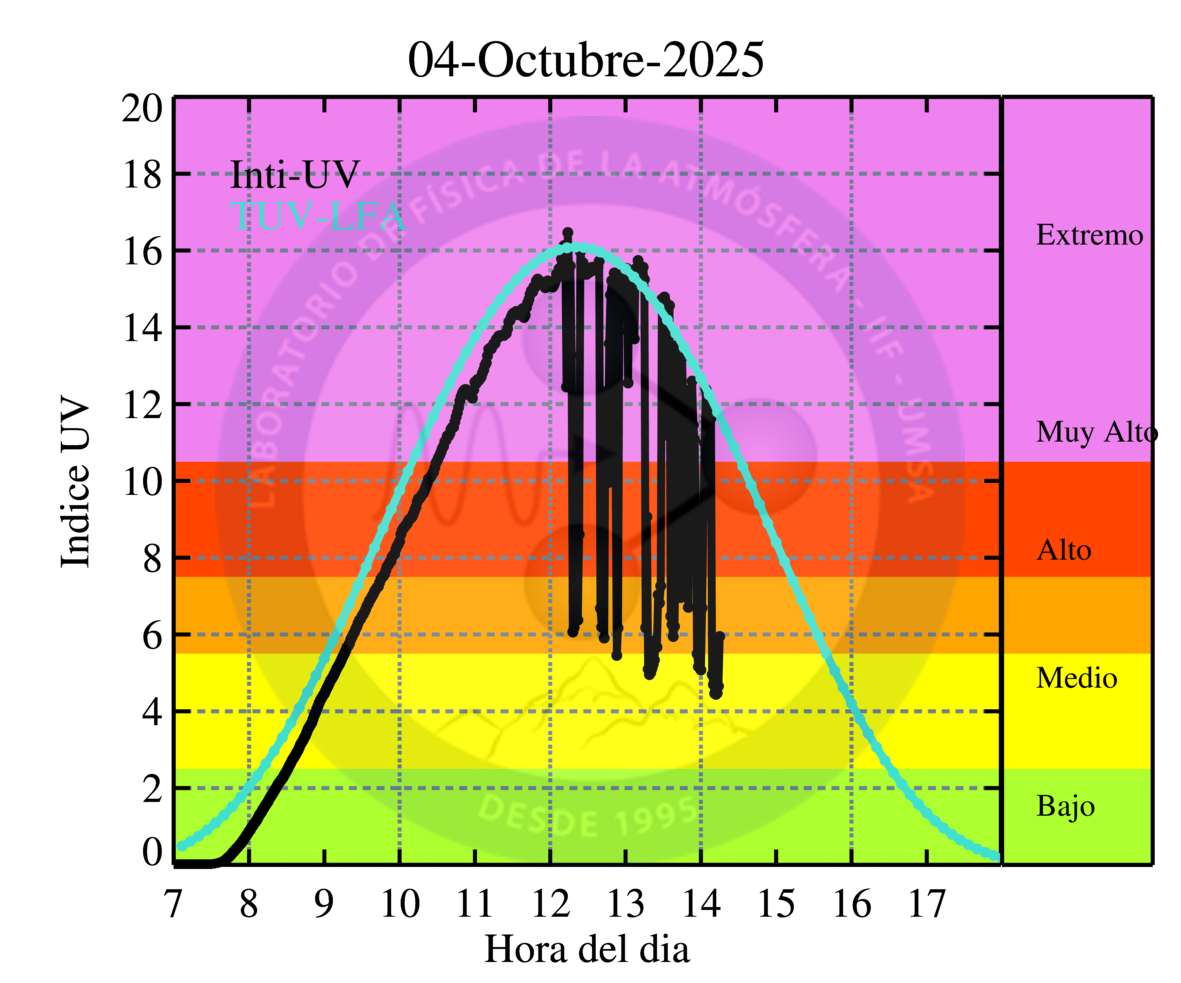 04-Octubre-2025
20
18
16
14
12
10
8
6
4
2
0
Indice UV
Inti-UV
TUV-LFA
LABORATORIO DE FÍSICA DE LA ATMÓSFERA - IIF - UMSA
DESDE 1995
Extremo
Muy Alto
Alto
Medio
Bajo
7 8 9 10 11 12 13 14 15 16 17
Hora del dia